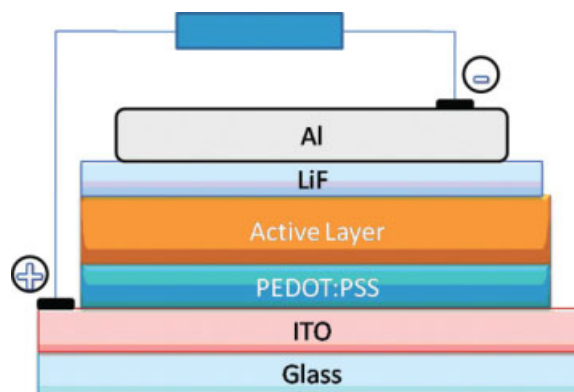 Al
LiF
Active Layer
PEDOT:PSS
ITO
Glass